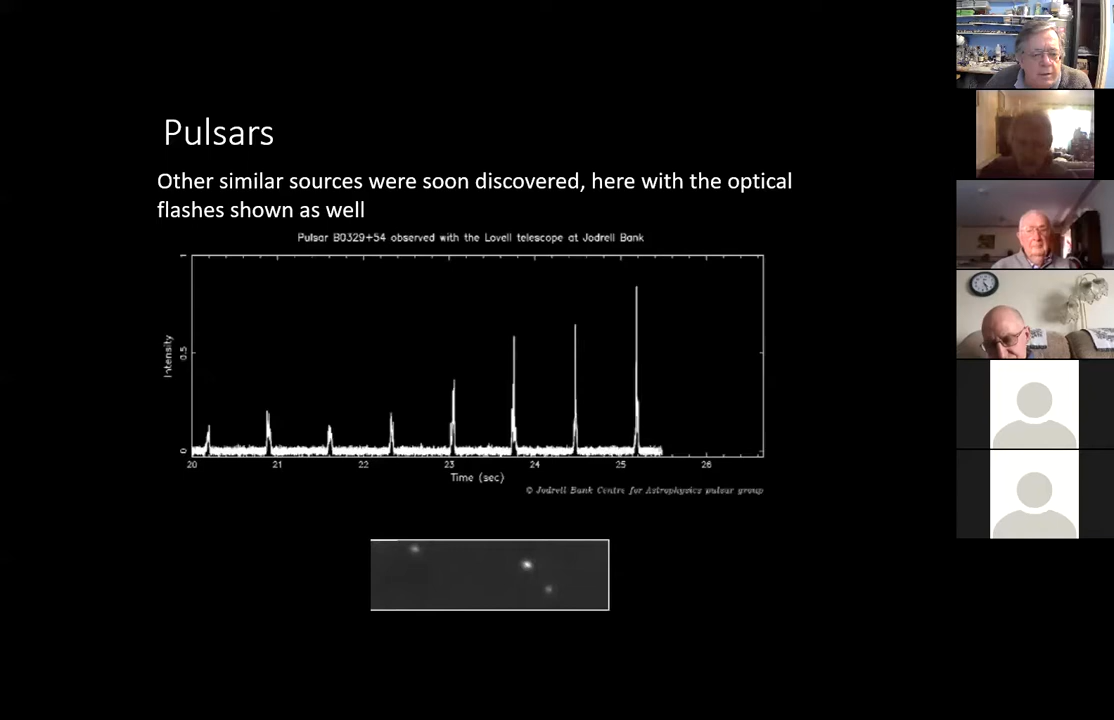 Pulsars
Other similar sources were soon discovered, here with the optical
flashes shown as well
Pulsar B0329+54 observed with the Lovell telescope at Jodrell Bank
1
Intensity
0.5
0
20 21 22 23 24 25 26
Time (sec)
© Jodrell Bank Centre for Astrophysics pulsar group